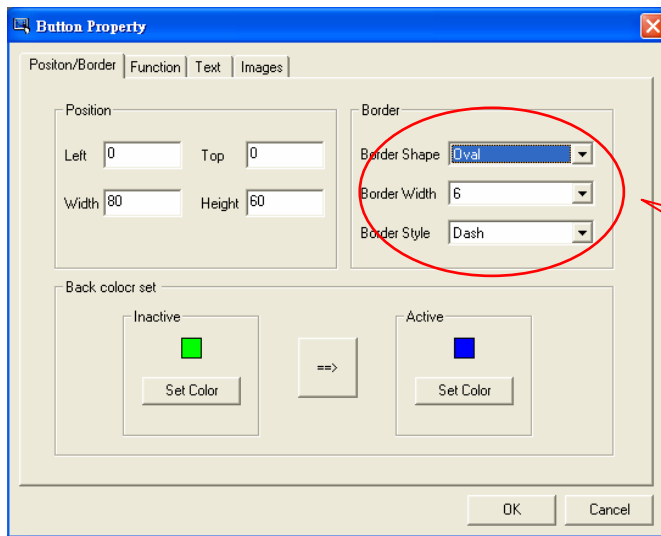 Button Property
Positon/Border Function Text Images
Position
Left 0 Top 0
Width 80 Height 60
Border
Border Shape Oval
Border Width 6
Border Style Dash
Back colocr set
Inactive
Set Color
==>
Active
Set Color
OK Cancel